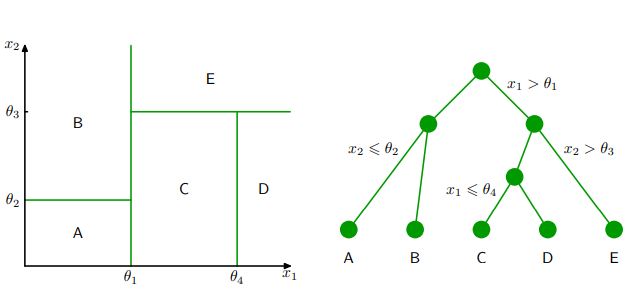 x₂
E
θ₃
B
C
D
θ₂
A
θ₁
θ₄
x₁
x₁ > θ₁
x₂ ⩽ θ₂
x₂ > θ₃
x₁ ⩽ θ₄
A B C D E